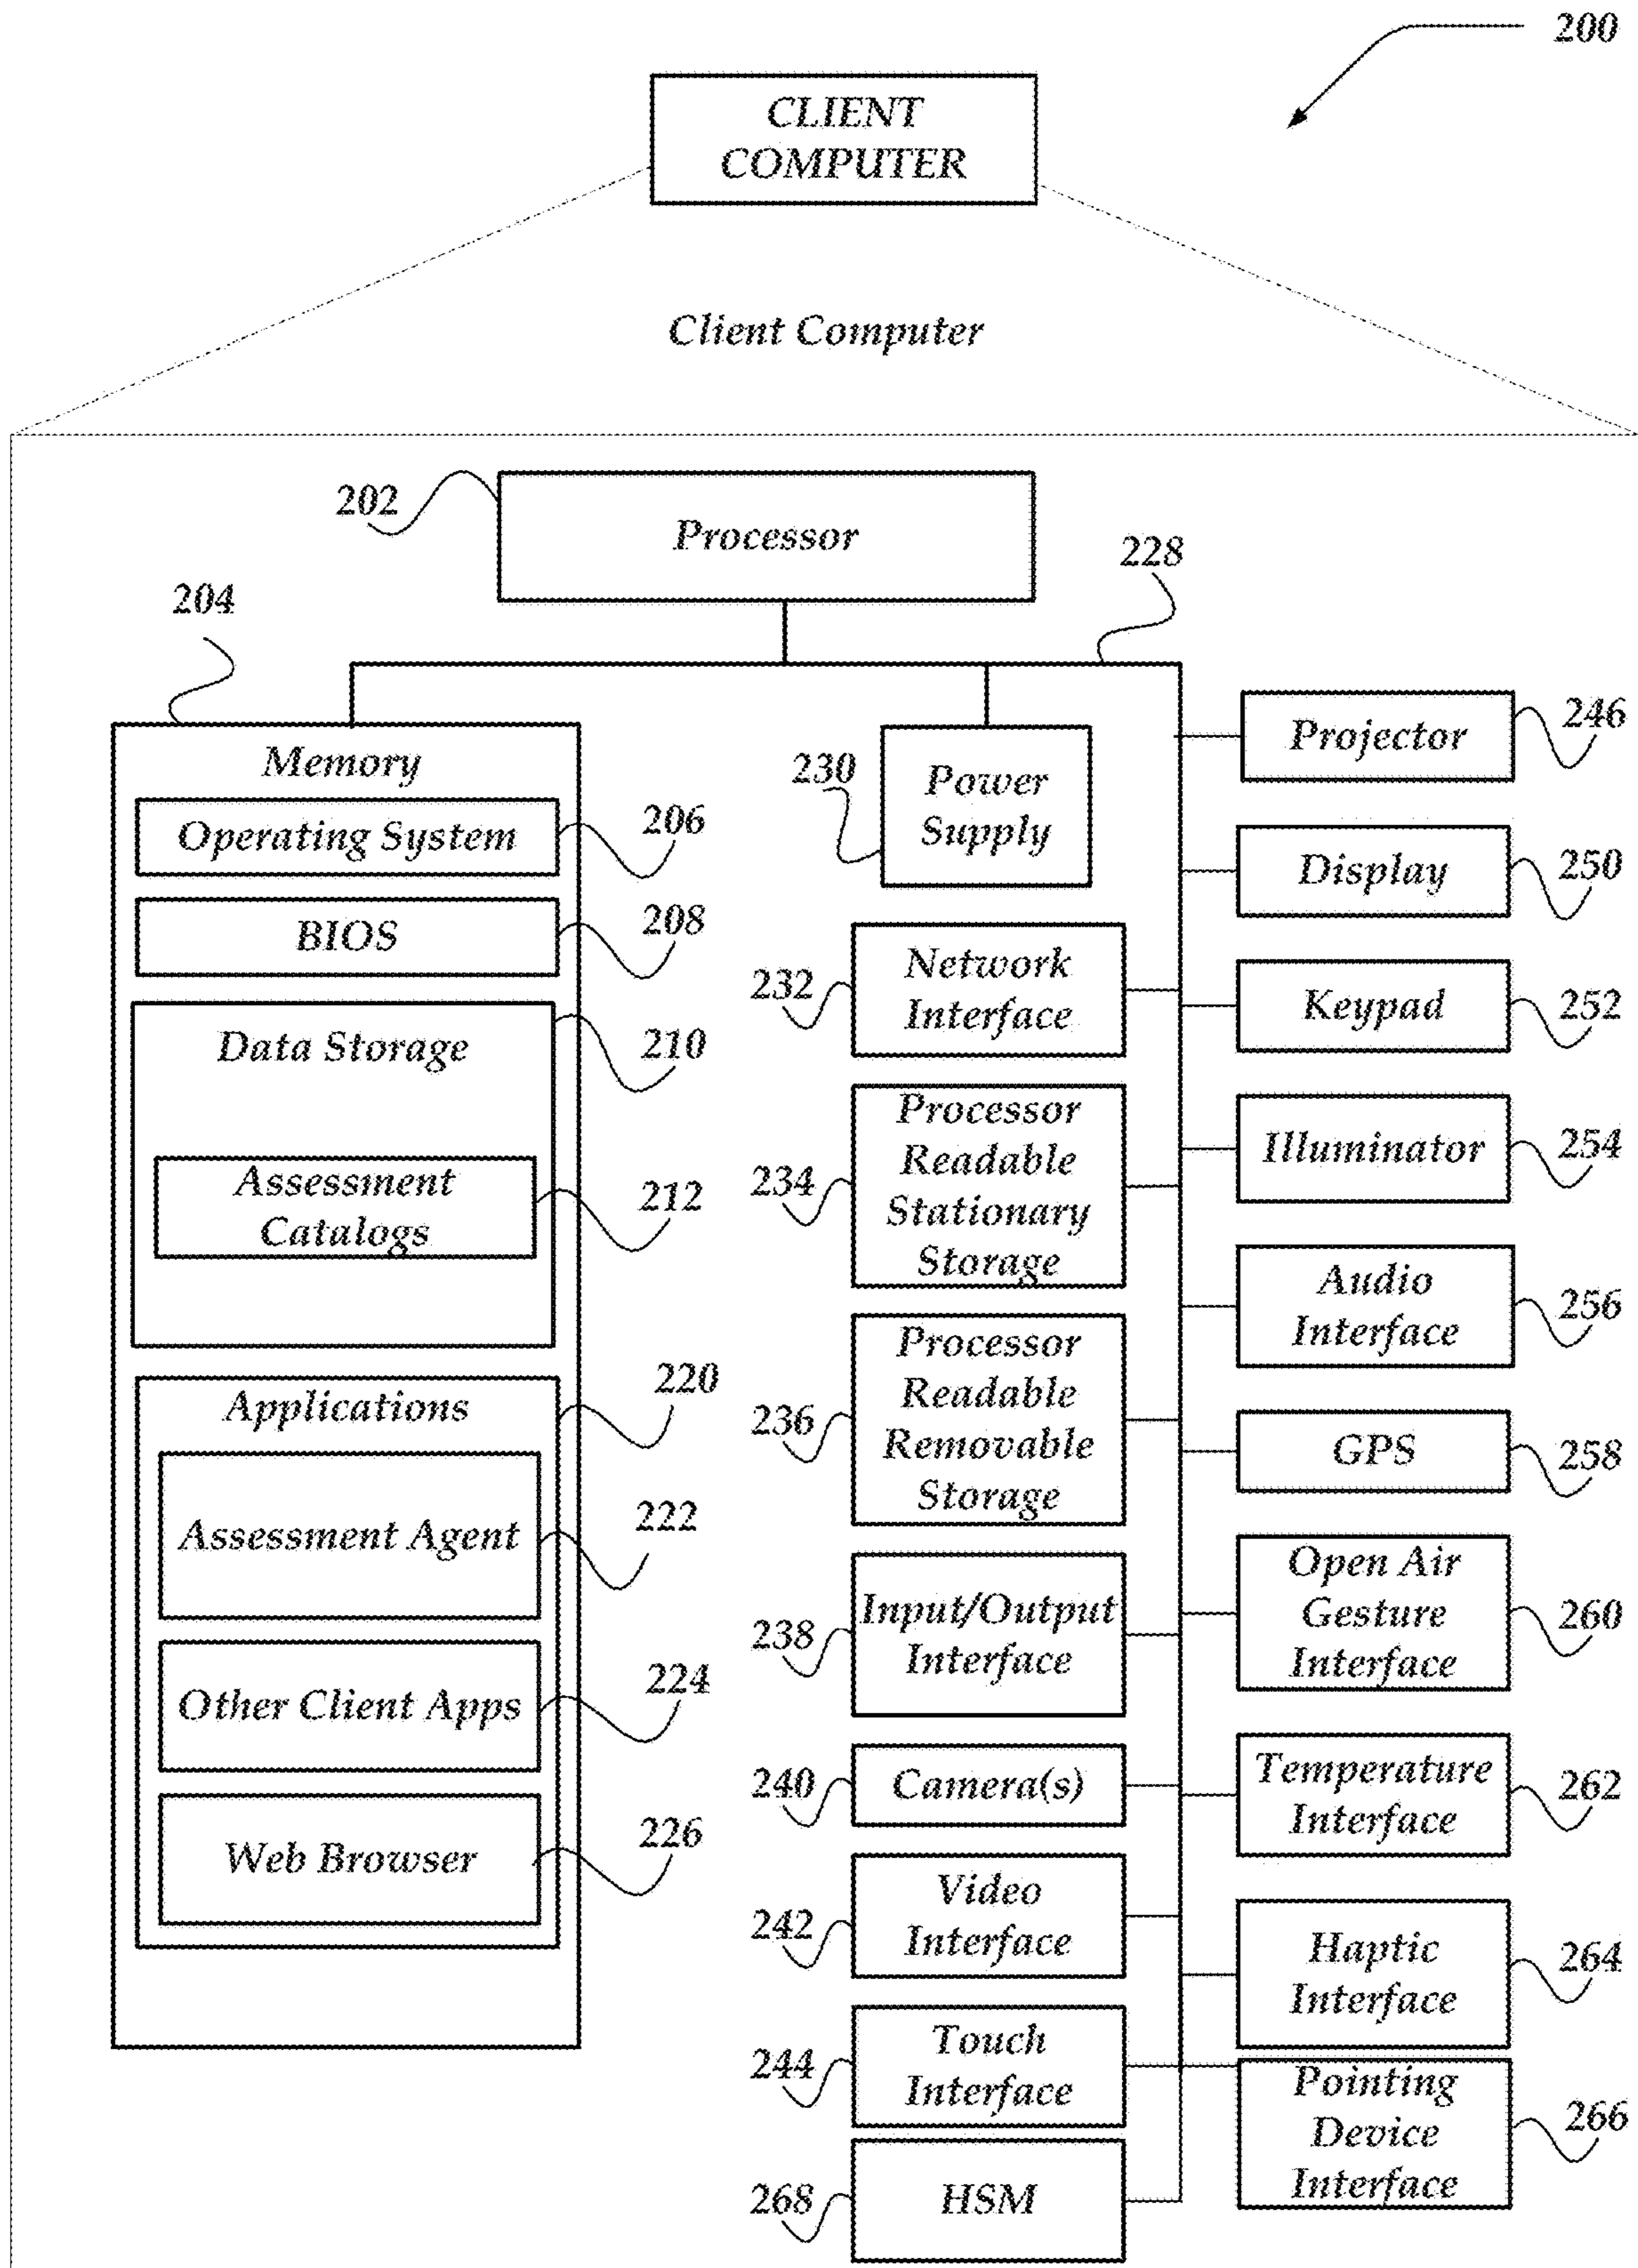 200
CLIENT
COMPUTER
Client Computer
202
Processor
228
204
Memory
Operating System
206
BIOS
208
Data Storage
210
Assessment
Catalogs
212
Applications
220
Assessment Agent
222
Other Client Apps
224
Web Browser
226
230
Power
Supply
232
Network
Interface
234
Processor
Readable
Stationary
Storage
236
Processor
Readable
Removable
Storage
238
Input/Output
Interface
240
Camera(s)
242
Video
Interface
244
Touch
Interface
268
HSM
Projector
246
Display
250
Keypad
252
Illuminator
254
Audio
Interface
256
GPS
258
Open Air
Gesture
Interface
260
Temperature
Interface
262
Haptic
Interface
264
Pointing
Device
Interface
266